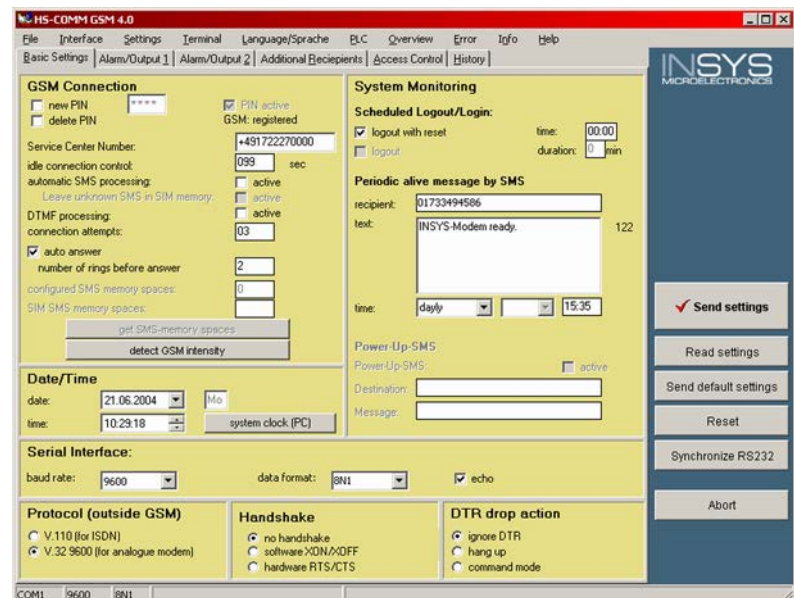 HS-COMM GSM 4.0
File Interface Settings Terminal Language/Sprache PLC Overview Error Info Help
Basic Settings Alarm/Output 1 Alarm/Output 2 Additional Reciepients Access Control History
INSYS
MICROELECTRONICS
GSM Connection
new PIN **** PIN active
delete PIN GSM: registered
Service Center Number: +491722270000
idle connection control: 099 sec
automatic SMS processing: active
Leave unknown SMS in SIM memory: active
DTMF processing: active
connection attempts: 03
auto answer
number of rings before answer 2
configured SMS memory spaces: 0
SIM SMS memory spaces:
get SMS-memory spaces
detect GSM intensity
System Monitoring
Scheduled Logout/Login:
logout with reset time: 00:00
logout duration: 0 min
Periodic alive message by SMS
recipient: 01733494586
text: INSYS-Modem ready. 122
time: dayly 15:35
Power-Up-SMS
Power-Up-SMS: active
Destination:
Message:
Date/Time
date: 21.06.2004 Mo
time: 10:29:18 system clock (PC)
Serial Interface:
baud rate: 9600 data format: 8N1 echo
Protocol (outside GSM)
V.110 (for ISDN)
V.32 9600 (for analogue modem)
Handshake
no handshake
software XON/XOFF
hardware RTS/CTS
DTR drop action
ignore DTR
hang up
command mode
Send settings
Read settings
Send default settings
Reset
Synchronize RS232
Abort
COM1 9600 8N1